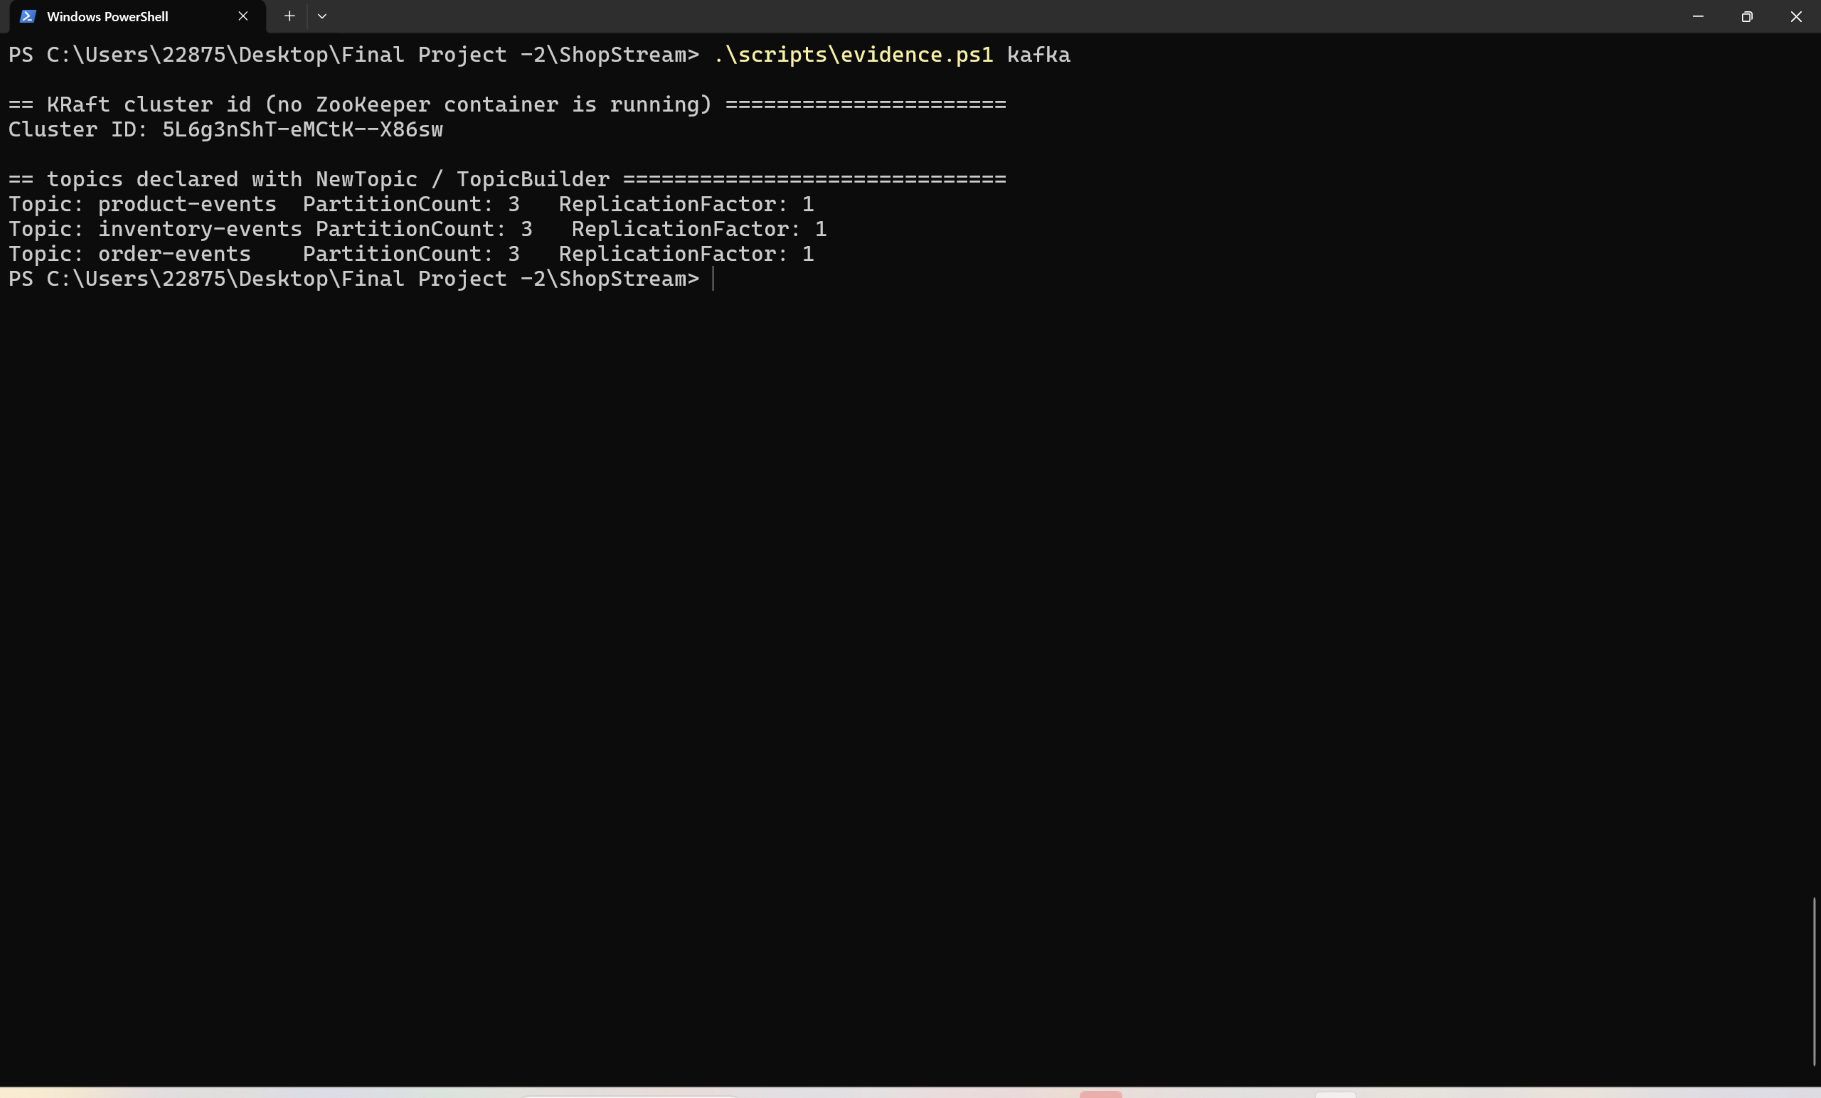 Windows PowerShell
PS C:\Users\22875\Desktop\Final Project -2\ShopStream> .\scripts\evidence.ps1 kafka
== KRaft cluster id (no ZooKeeper container is running) ======================
Cluster ID: 5L6g3nShT-eMCtK--X86sw
== topics declared with NewTopic / TopicBuilder ==============================
Topic: product-events  PartitionCount: 3   ReplicationFactor: 1
Topic: inventory-events PartitionCount: 3   ReplicationFactor: 1
Topic: order-events    PartitionCount: 3   ReplicationFactor: 1
PS C:\Users\22875\Desktop\Final Project -2\ShopStream>